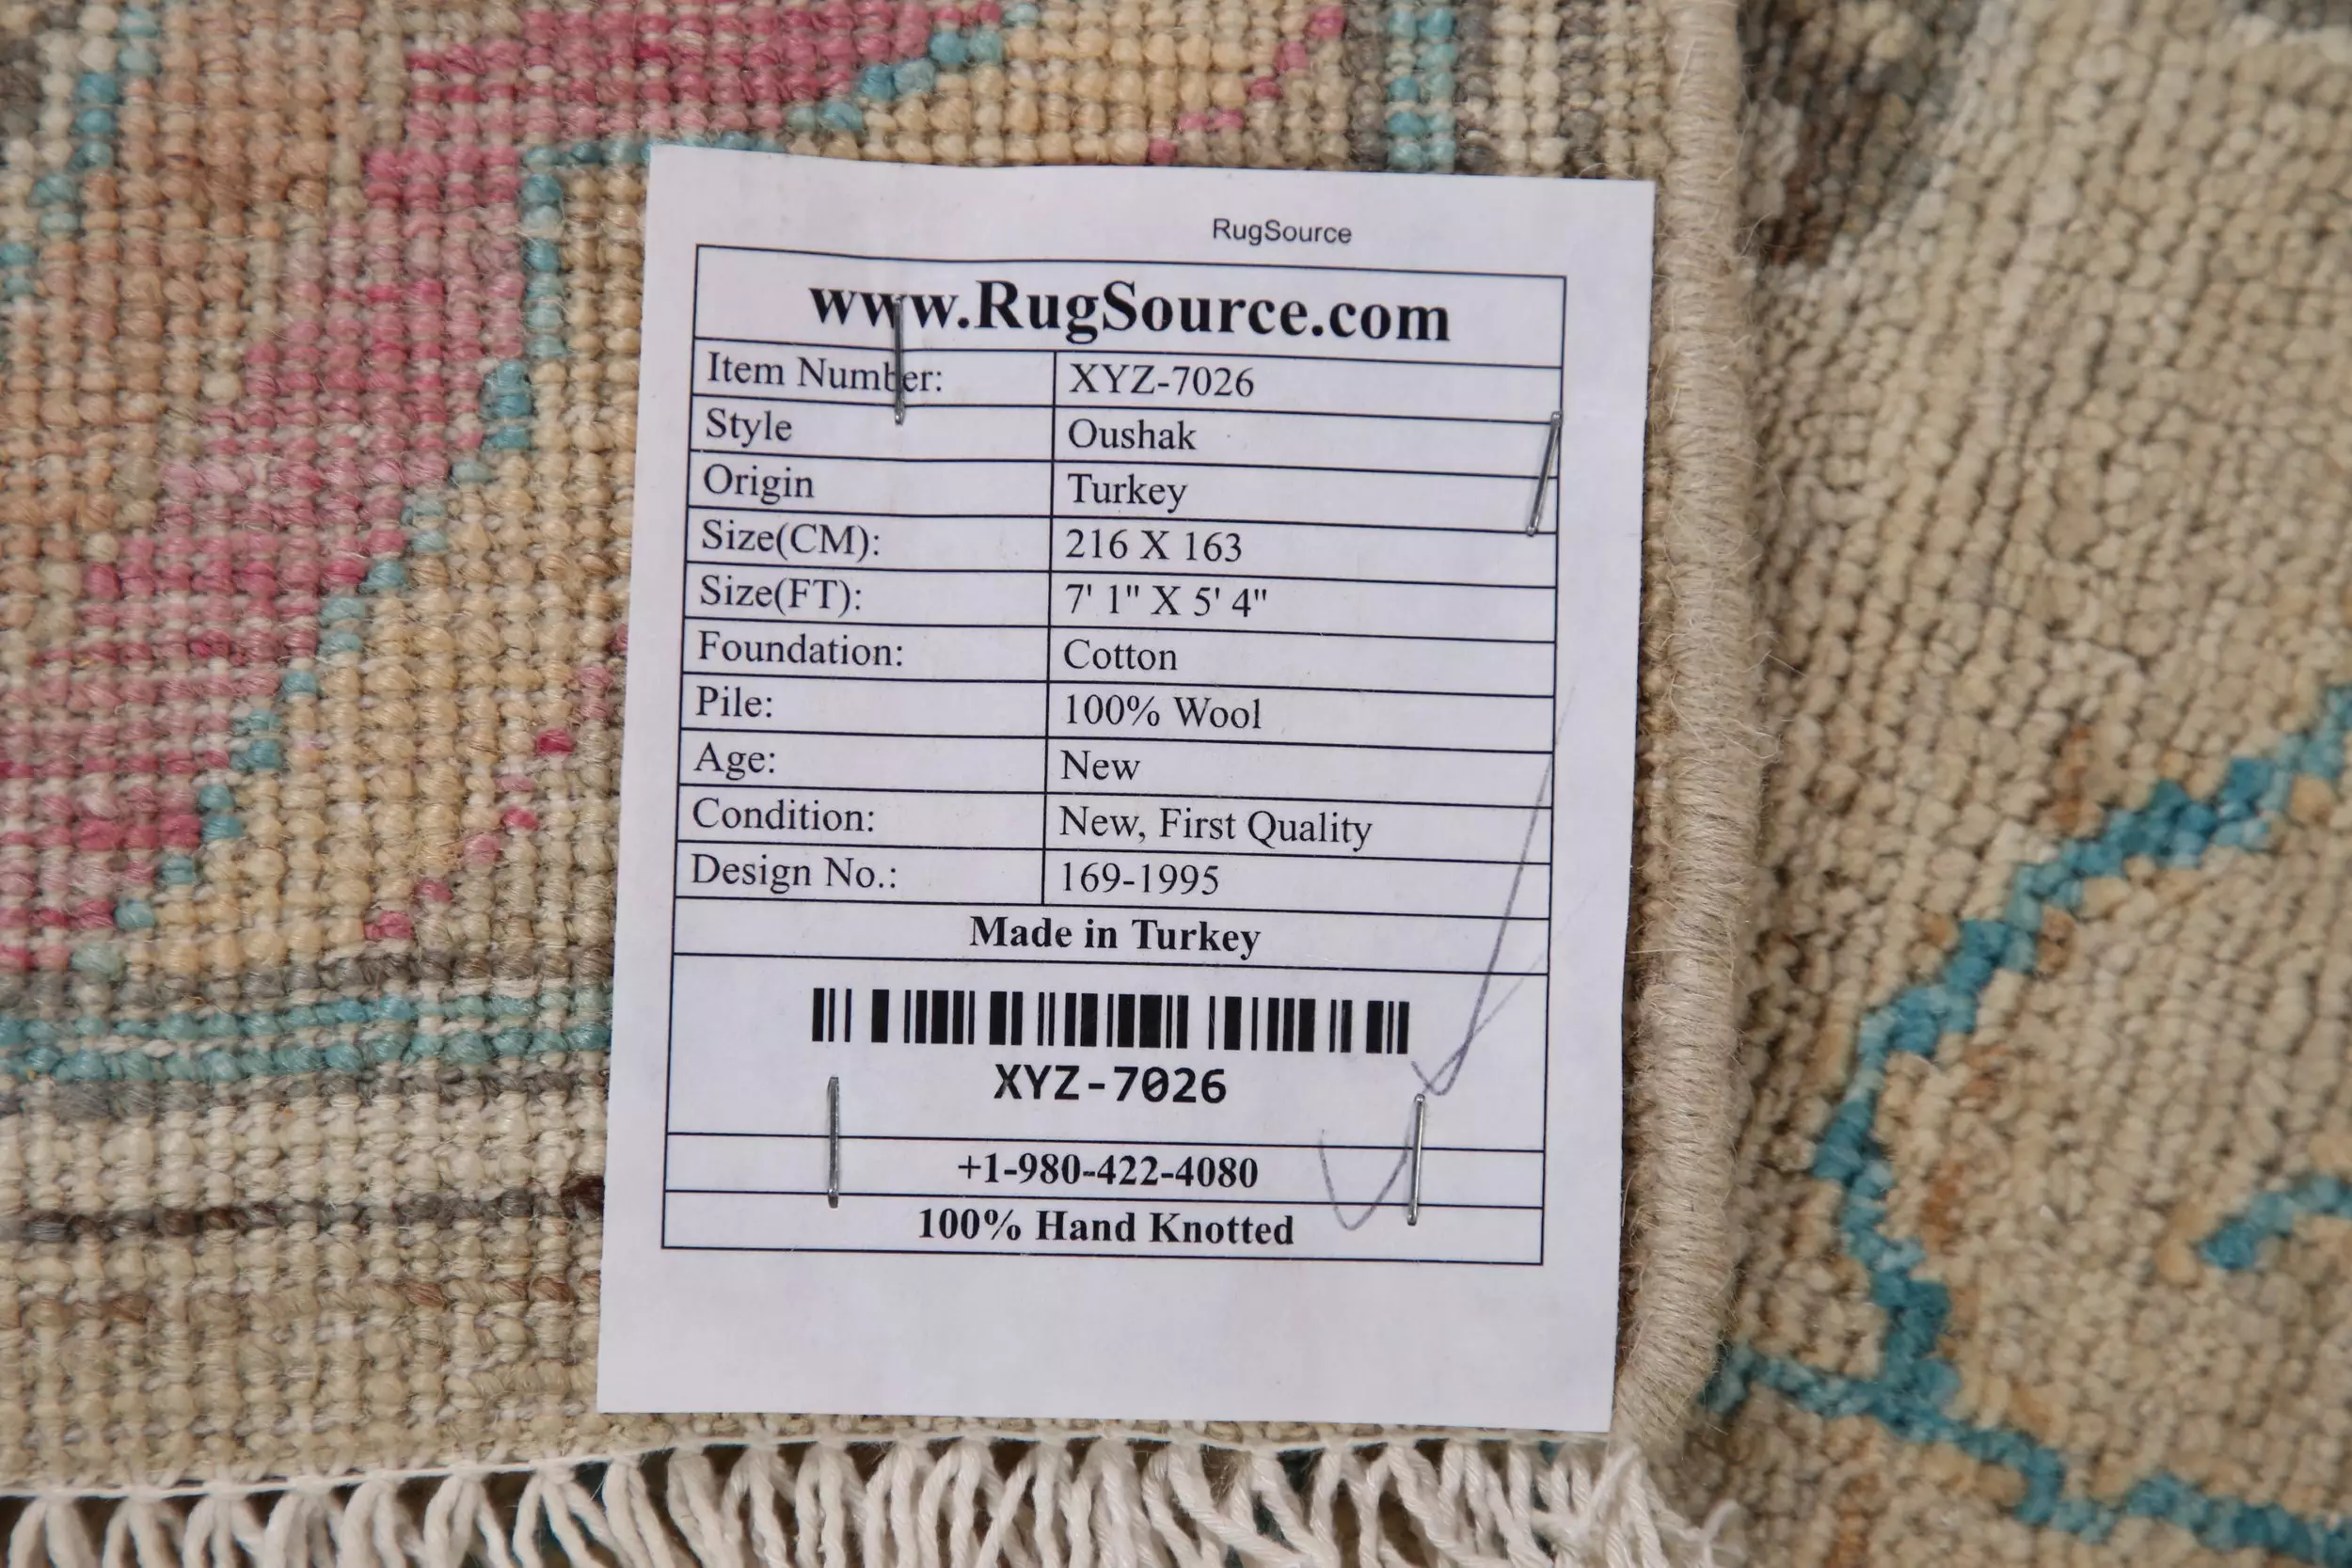 RugSource
www.RugSource.com
Item Number: XYZ-7026
Style Oushak
Origin Turkey
Size(CM): 216 X 163
Size(FT): 7' 1" X 5' 4"
Foundation: Cotton
Pile: 100% Wool
Age: New
Condition: New, First Quality
Design No.: 169-1995
Made in Turkey
XYZ-7026
+1-980-422-4080
100% Hand Knotted